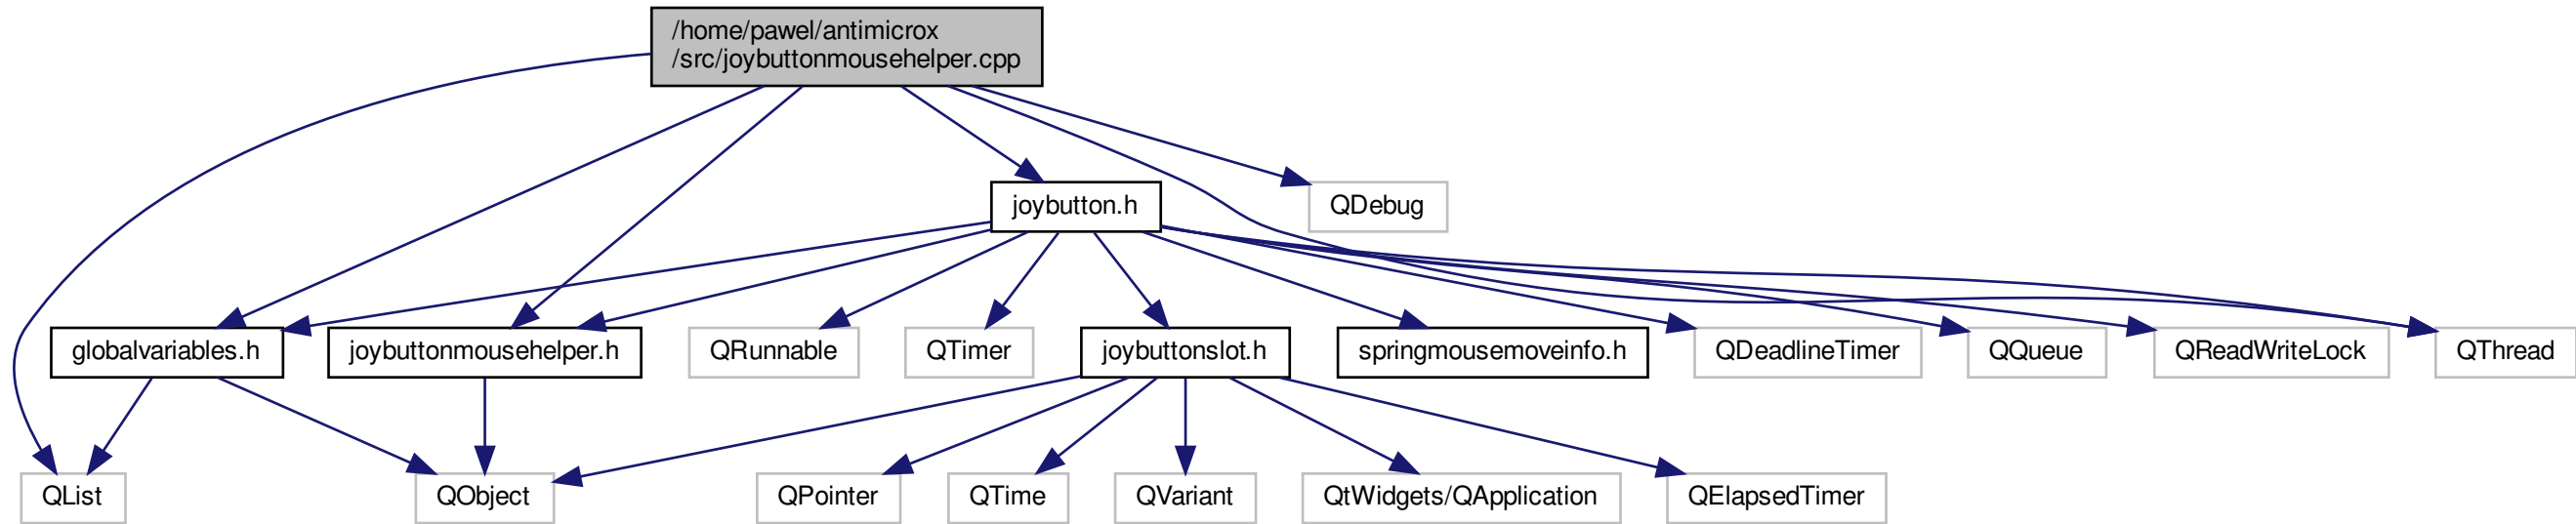 /home/pawel/antimicrox
/src/joybuttonmousehelper.cpp
joybutton.h
QDebug
globalvariables.h
joybuttonmousehelper.h
QRunnable
QTimer
joybuttonslot.h
springmousemoveinfo.h
QDeadlineTimer
QQueue
QReadWriteLock
QThread
QList
QObject
QPointer
QTime
QVariant
QtWidgets/QApplication
QElapsedTimer